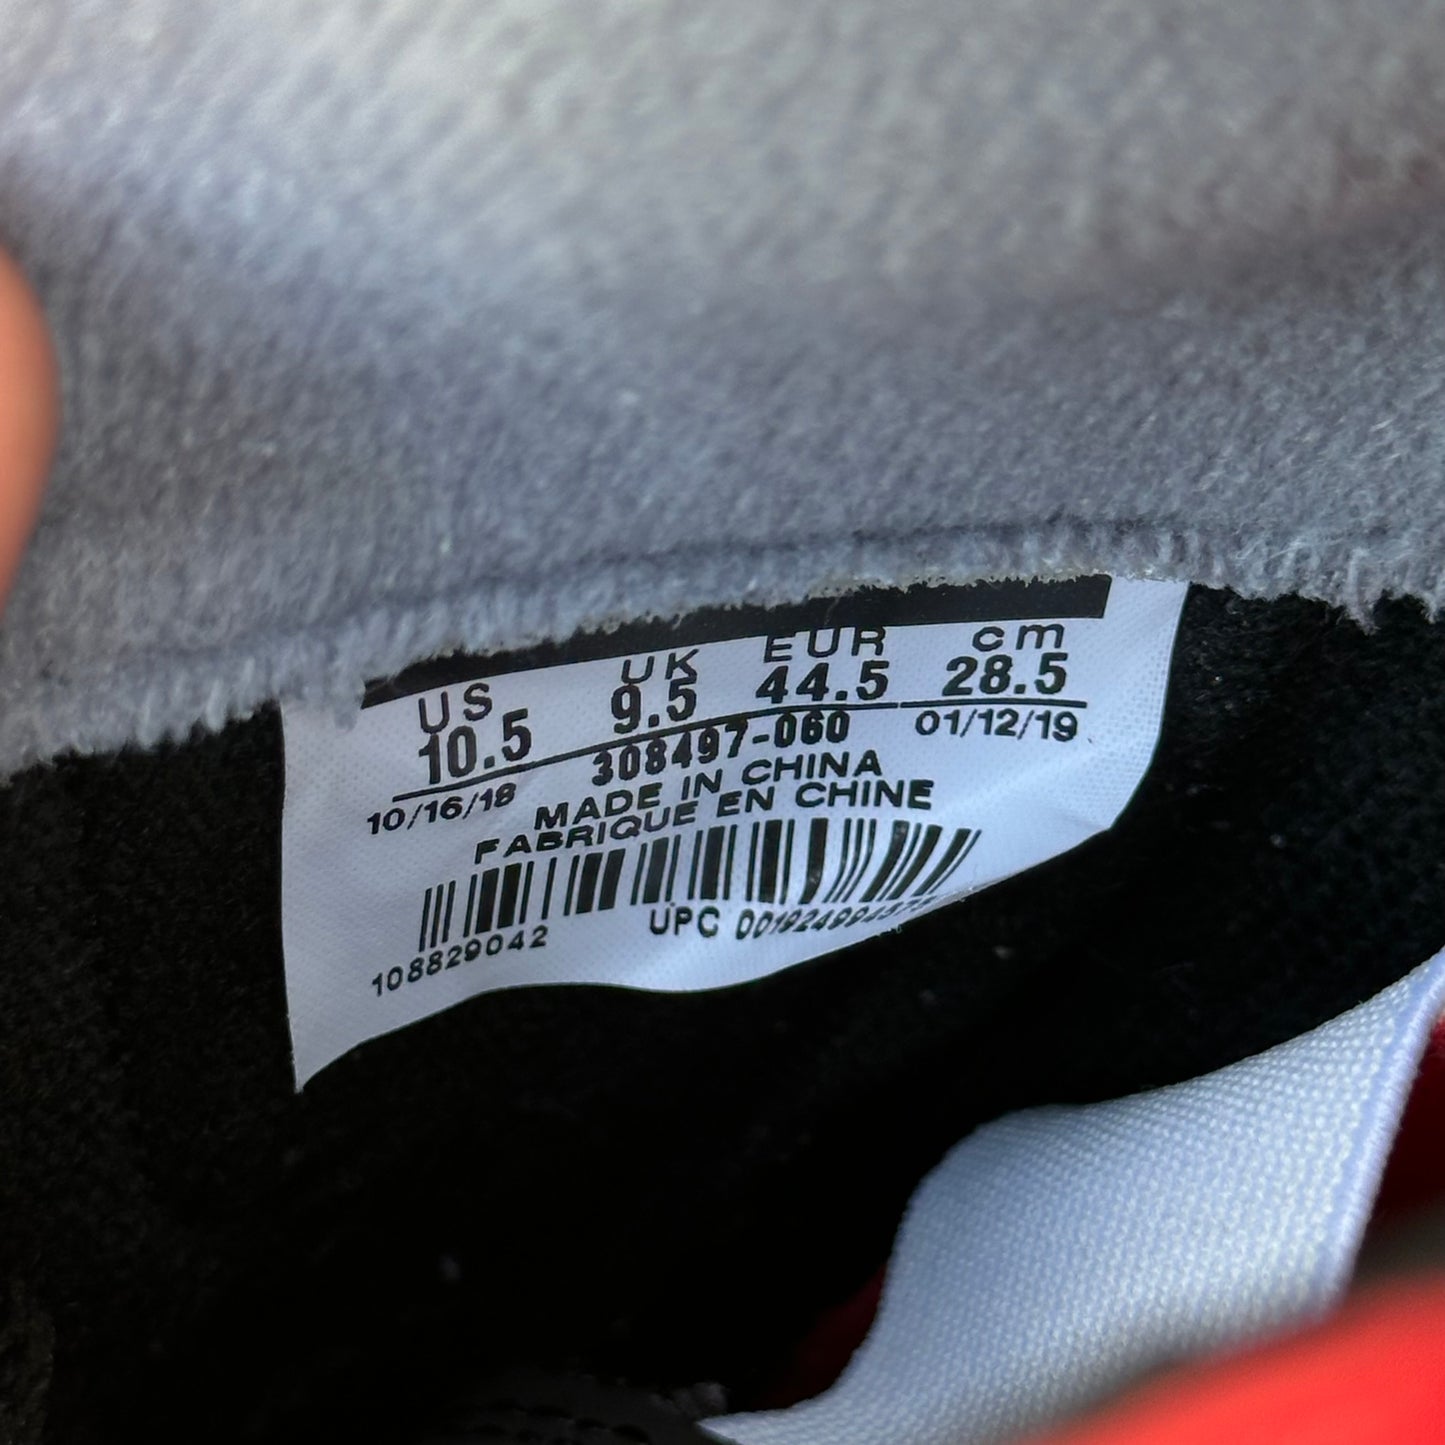 US UK EUR cm
10.5 9.5 44.5 28.5
10/16/18 308497-060 01/12/19
MADE IN CHINA
FABRIQUE EN CHINE
108829042 UPC